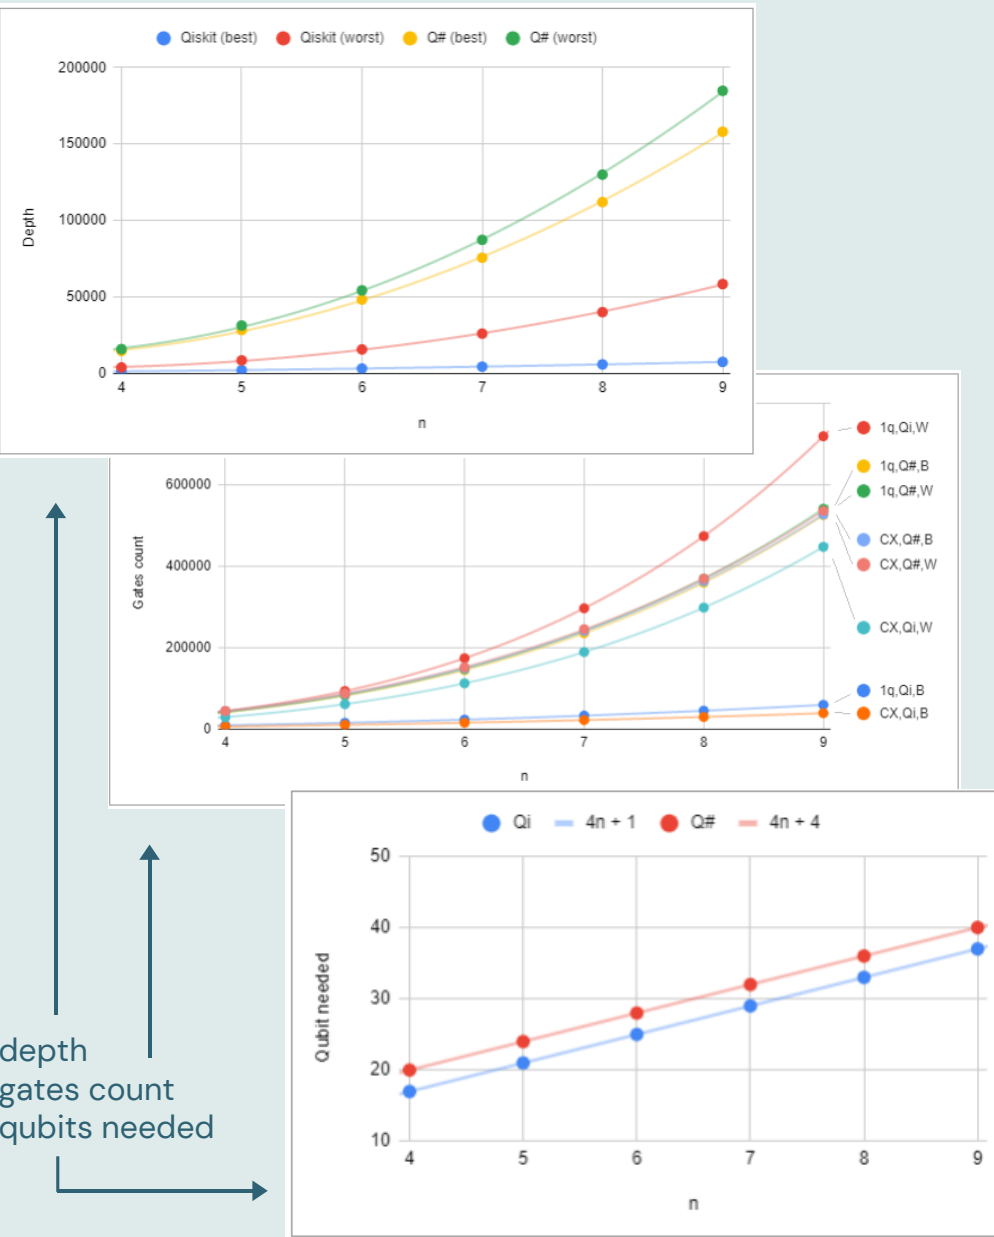 Qiskit (best) Qiskit (worst) Q# (best) Q# (worst)
200000
150000
100000
50000
0
Depth
4 5 6 7 8 9
n
600000
400000
200000
0
Gates count
4 5 6 7 8 9
n
1q,Qi,W
1q,Q#,B
1q,Q#,W
CX,Q#,B
CX,Q#,W
CX,Qi,W
1q,Qi,B
CX,Qi,B
Qi 4n + 1 Q# 4n + 4
50
40
30
20
10
Qubit needed
4 5 6 7 8 9
n
depth
gates count
qubits needed